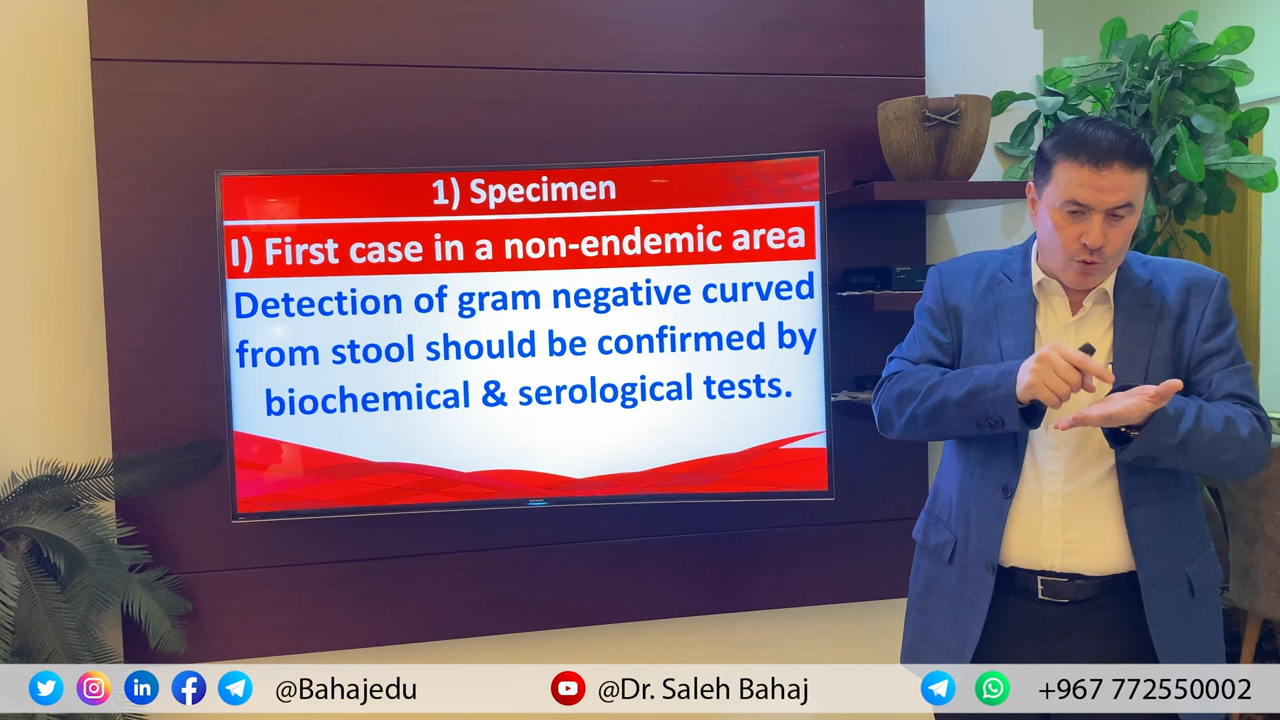 1) Specimen
I) First case in a non-endemic area
Detection of gram negative curved
from stool should be confirmed by
biochemical & serological tests.
@Bahajedu
@Dr. Saleh Bahaj
+967 772550002